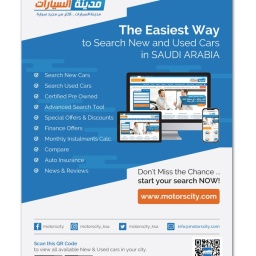 مدينة السيارات
The Easiest Way
to Search New and Used Cars
in SAUDI ARABIA
Search New Cars
Search Used Cars
Certified Pre Owned
Advanced Search Tool
Special Offers & Discounts
Finance Offers
Monthly Instalments Calc.
Compare
Auto Insurance
News & Reviews
Don't Miss the Chance ...
start your search NOW!
www.motorscity.com
motorscity
motorscity_ksa
motorscity_ksa
info@motorscity.com
Scan this QR Code
to view all available New & Used cars in your city.